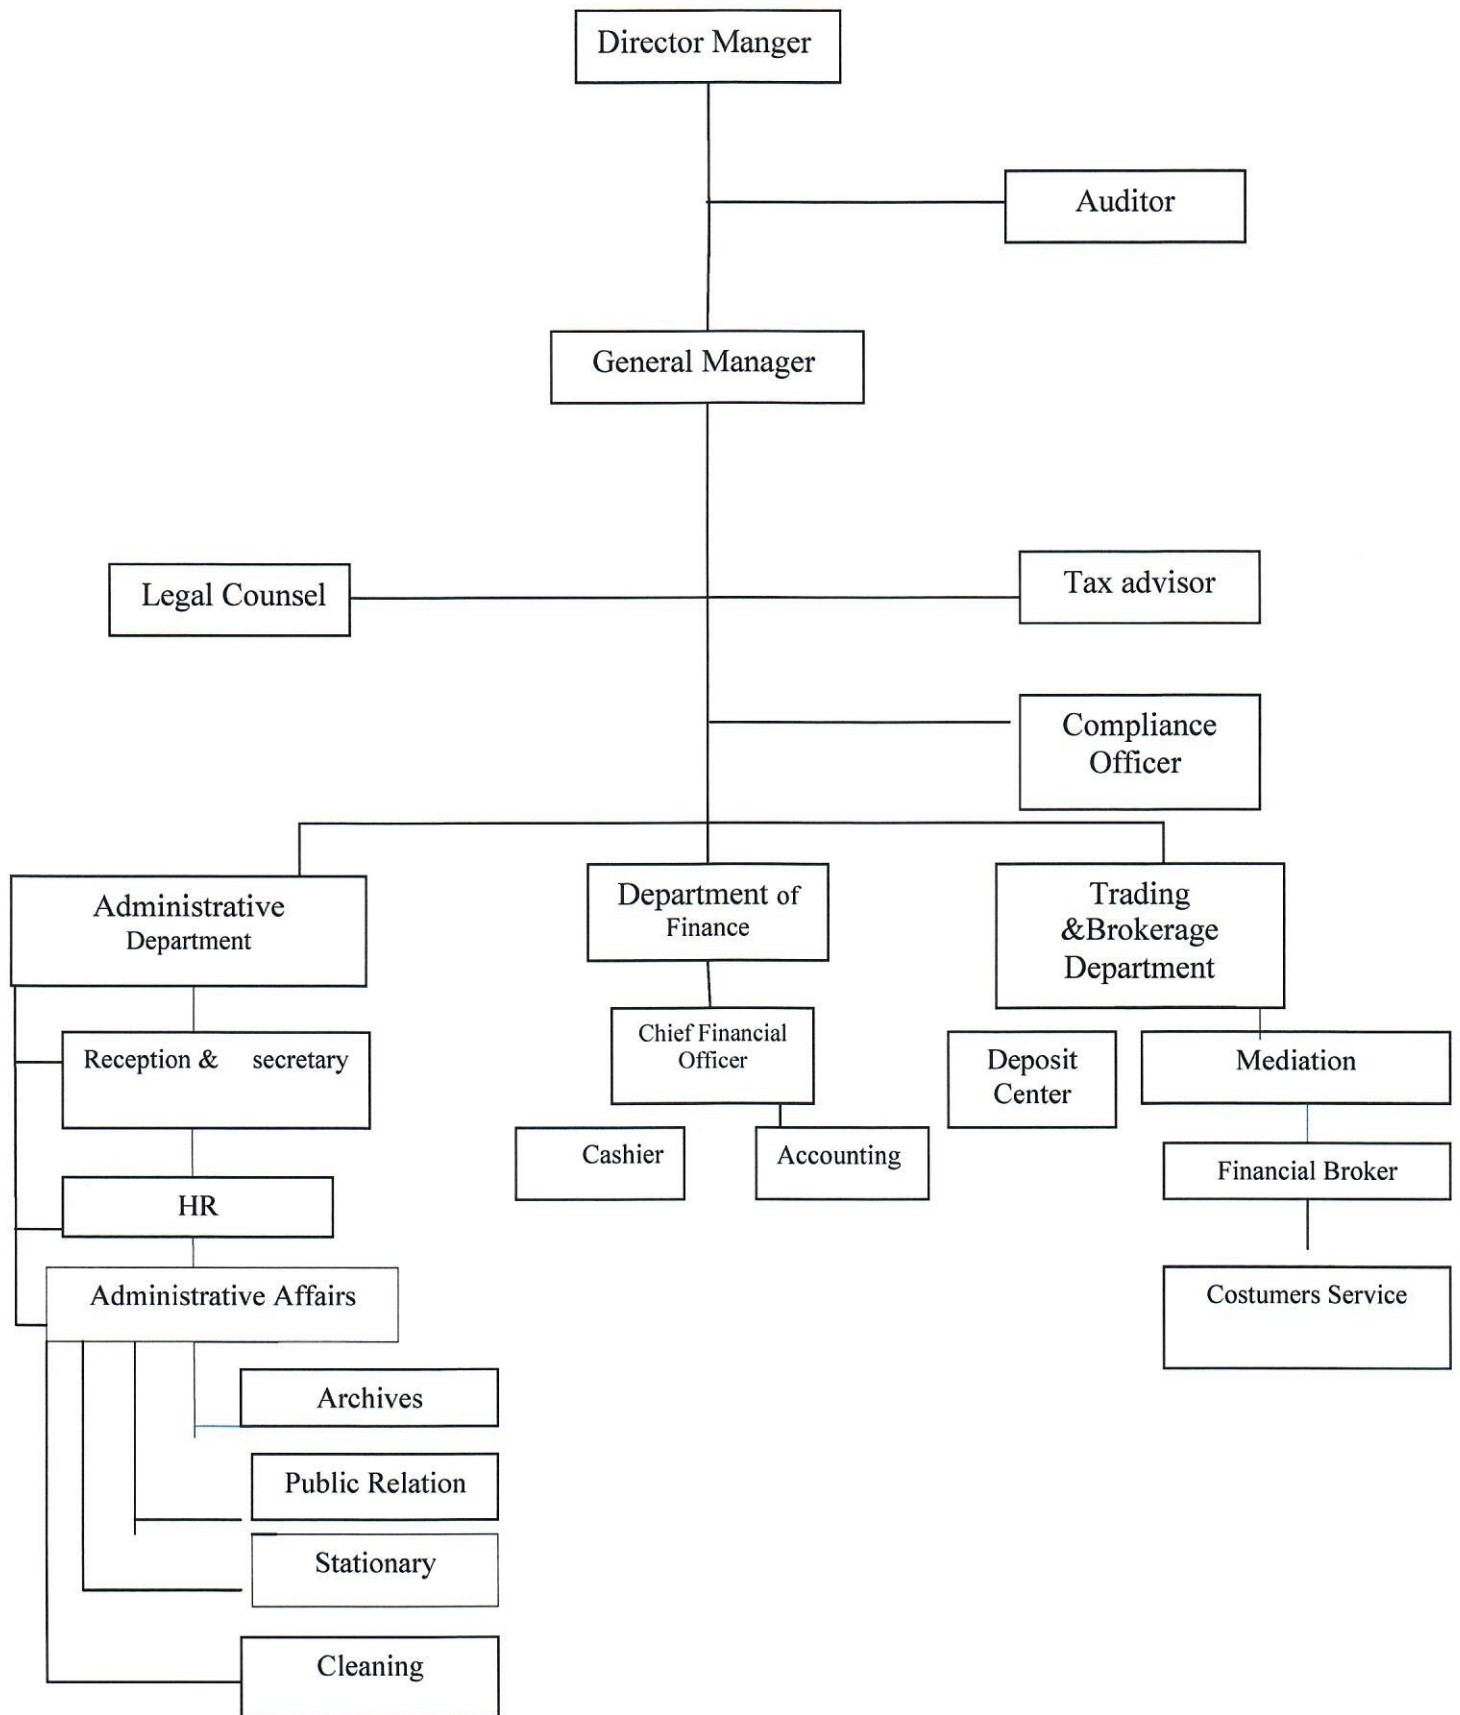 Director Manger
Auditor
General Manager
Legal Counsel
Tax advisor
Compliance
Officer
Administrative
Department
Department of
Finance
Trading
&Brokerage
Department
Reception & secretary
Chief Financial
Officer
Deposit
Center
Mediation
Cashier
Accounting
Financial Broker
HR
Administrative Affairs
Costumers Service
Archives
Public Relation
Stationary
Cleaning